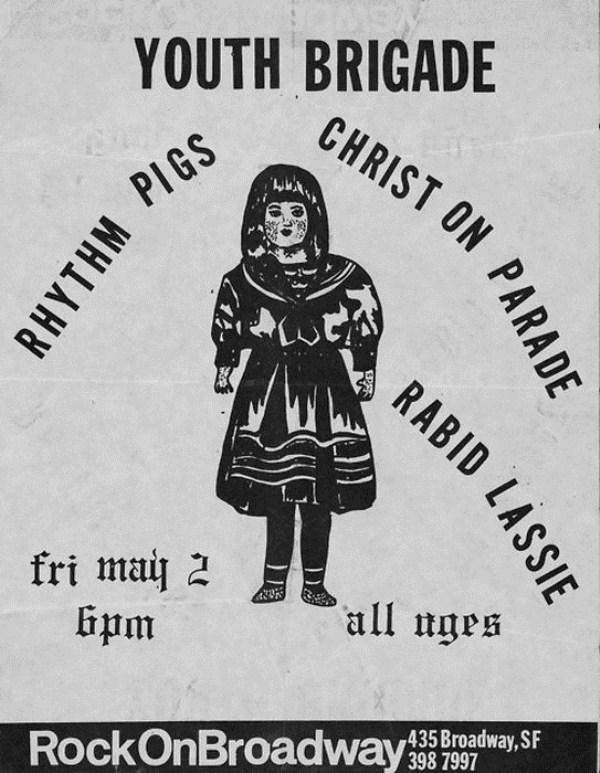 YOUTH BRIGADE
RHYTHM PIGS
CHRIST ON PARADE
RABID LASSIE
fri may 2
6pm
all ages
RockOnBroadway
435 Broadway, SF
398 7997